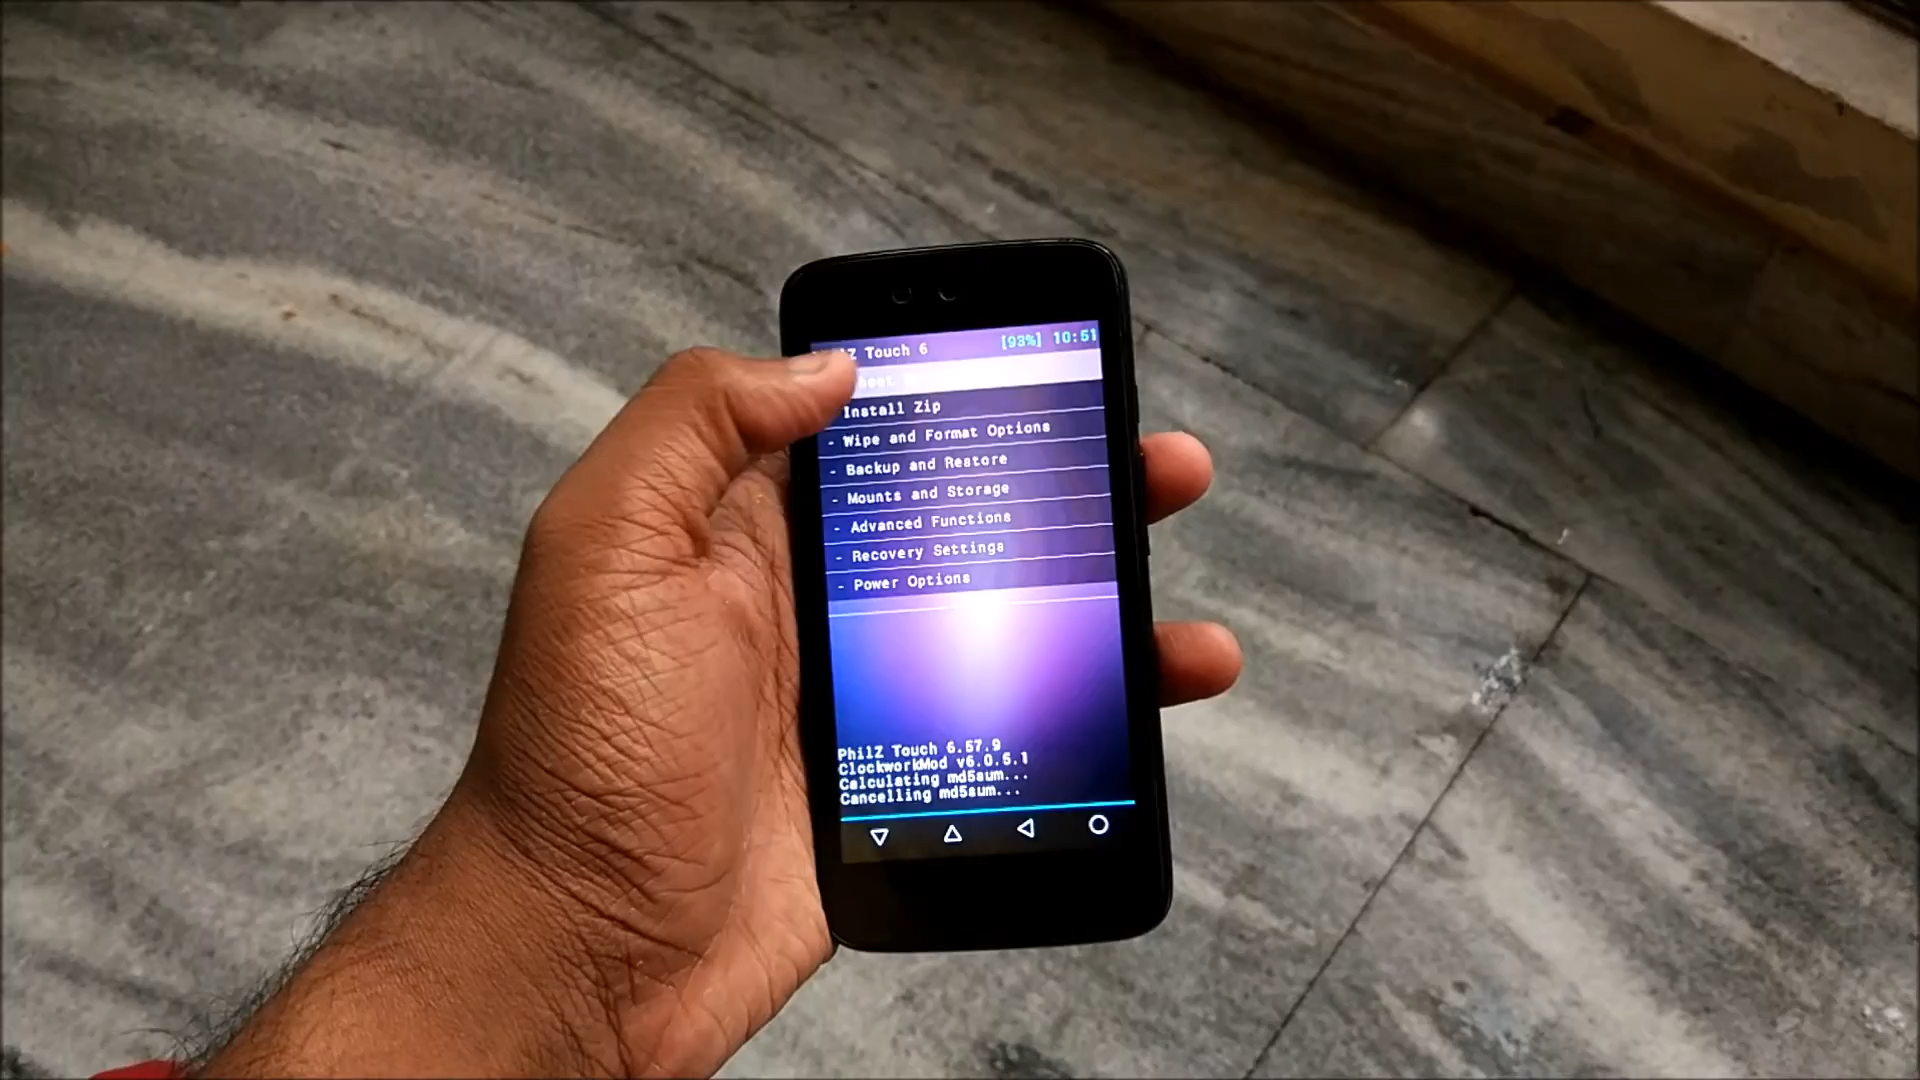 Touch 6 [93%] 10:51
Install Zip
- Wipe and Format Options
- Backup and Restore
- Mounts and Storage
- Advanced Functions
- Recovery Settings
- Power Options
PhilZ Touch 6.57.9
ClockworkMod v6.0.5.1
Calculating md5sum...
Cancelling md5sum...